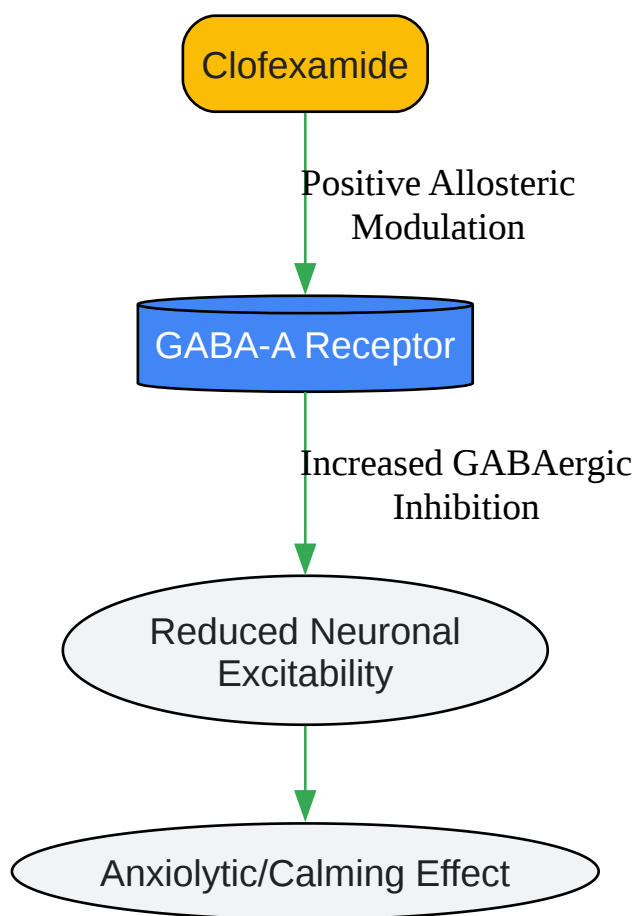 Clofexamide
Positive Allosteric
Modulation
GABA-A Receptor
Increased GABAergic
Inhibition
Reduced Neuronal
Excitability
Anxiolytic/Calming Effect